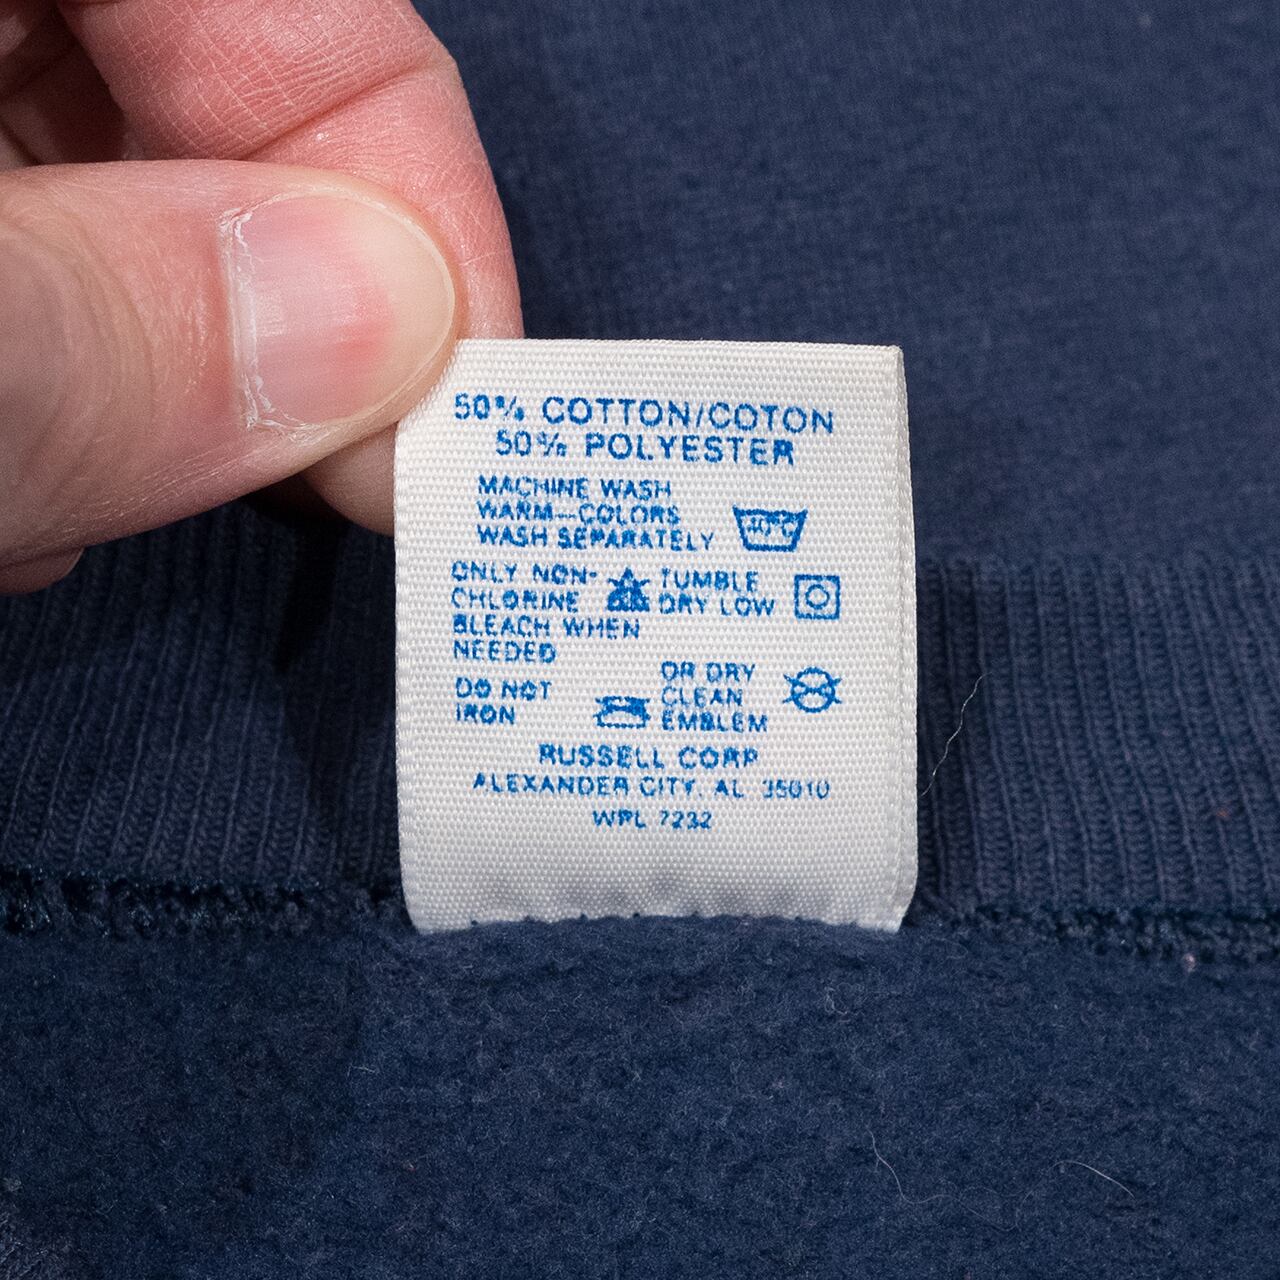 50% COTTON/COTON
50% POLYESTER
MACHINE WASH
WARM—COLORS
WASH SEPARATELY
40°C
ONLY NON-
CHLORINE
BLEACH WHEN
NEEDED
TUMBLE
DRY LOW
DO NOT
IRON
OR DRY
CLEAN
EMBLEM
RUSSELL CORP
ALEXANDER CITY, AL 35010
WPL 7232